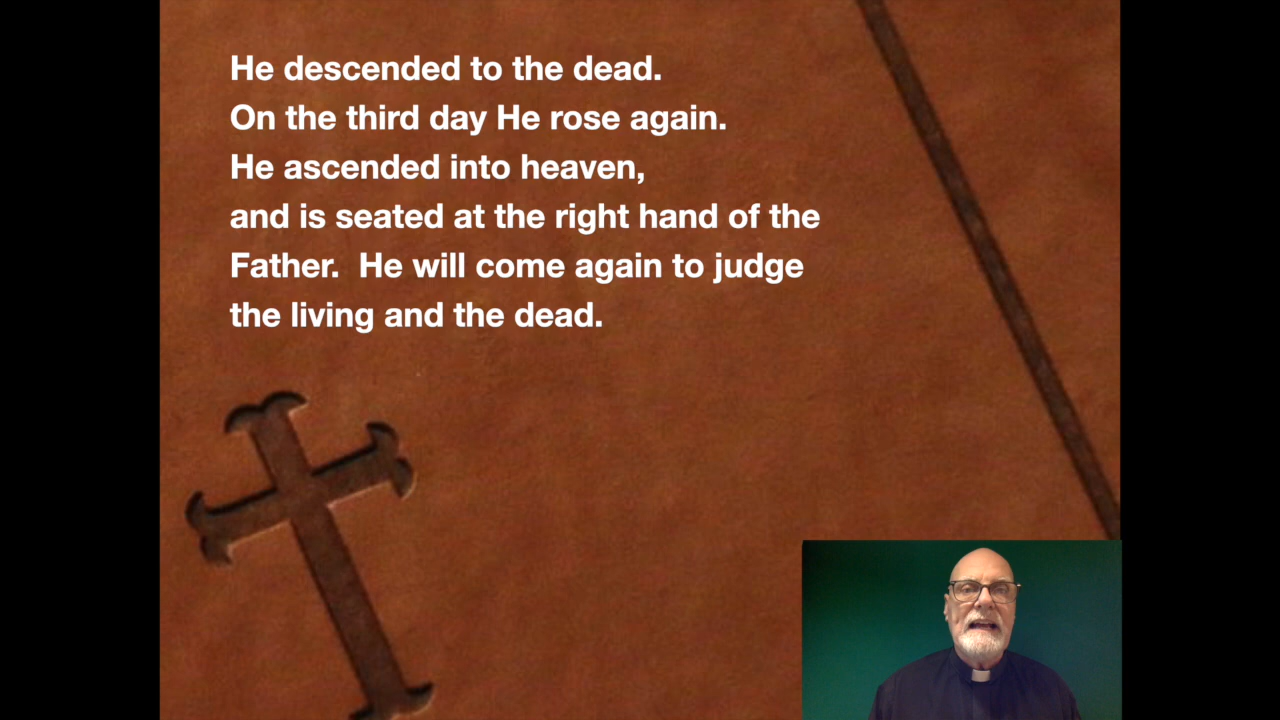 He descended to the dead.
On the third day He rose again.
He ascended into heaven,
and is seated at the right hand of the
Father.  He will come again to judge
the living and the dead.